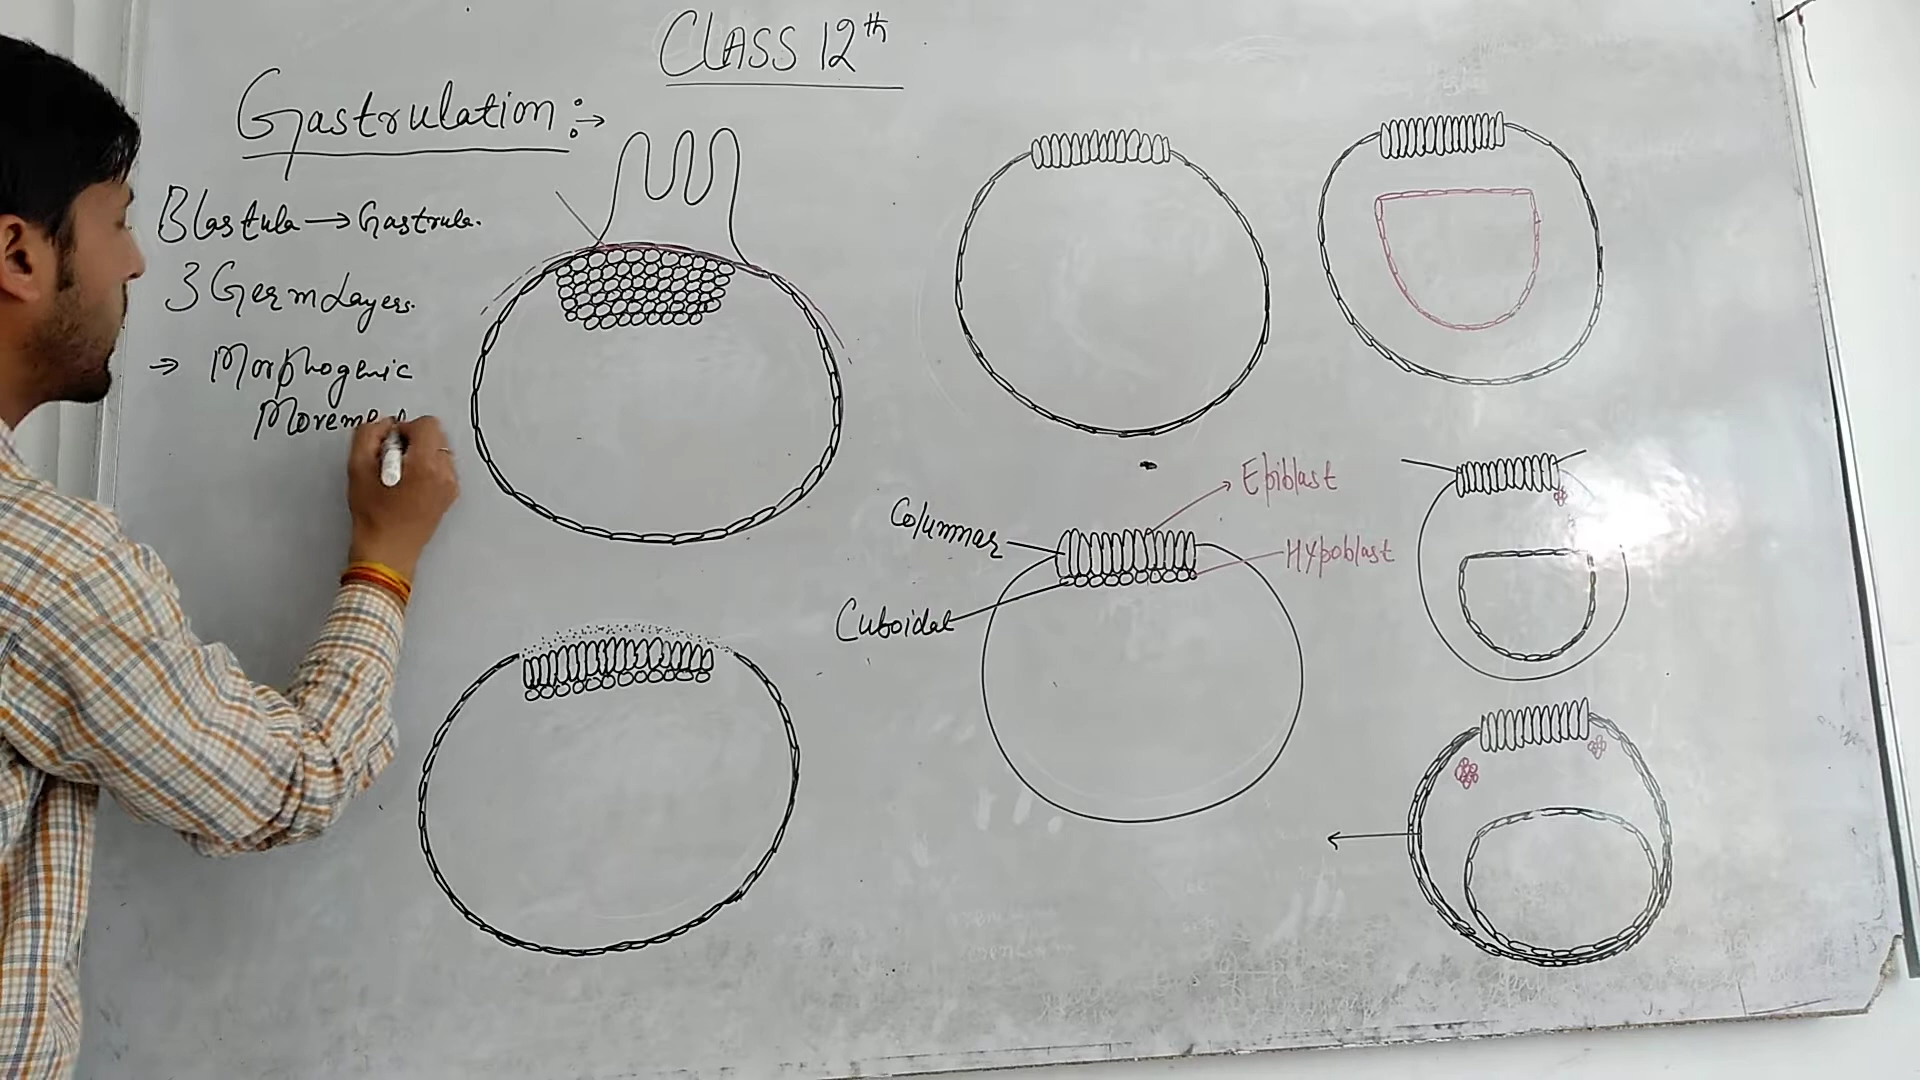 CLASS 12th
Gastrulation :→
Blastula → Gastrula.
3 Germ Layers.
→ Morphogenic
Epiblast
Columnar
Hypoblast
Cuboidal